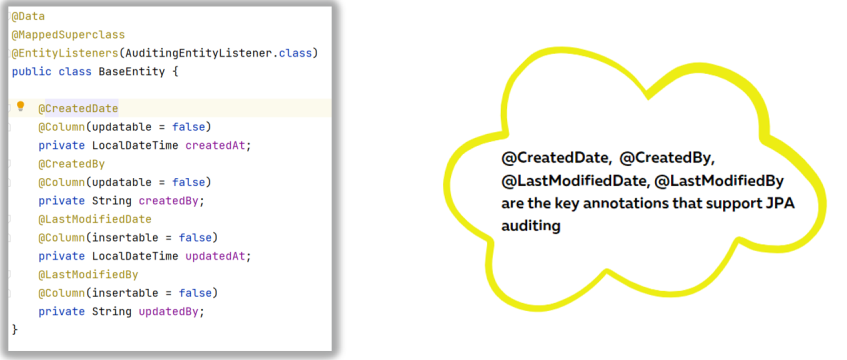 @Data
@MappedSuperclass
@EntityListeners(AuditingEntityListener.class)
public class BaseEntity {
@CreatedDate
@Column(updatable = false)
private LocalDateTime createdAt;
@CreatedBy
@Column(updatable = false)
private String createdBy;
@LastModifiedDate
@Column(insertable = false)
private LocalDateTime updatedAt;
@LastModifiedBy
@Column(insertable = false)
private String updatedBy;
}
@CreatedDate, @CreatedBy,
@LastModifiedDate, @LastModifiedBy
are the key annotations that support JPA
auditing